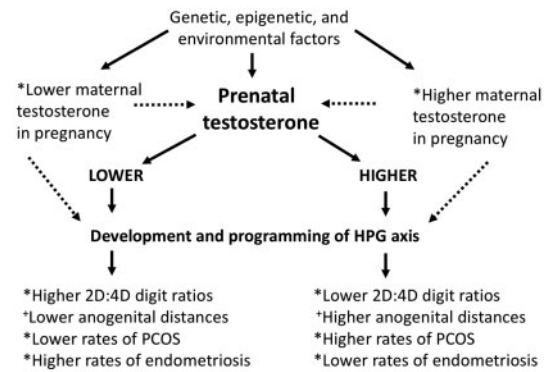 Genetic, epigenetic, and
environmental factors
*Lower maternal
testosterone
in pregnancy
Prenatal
testosterone
*Higher maternal
testosterone
in pregnancy
LOWER
HIGHER
Development and programming of HPG axis
*Higher 2D:4D digit ratios
+Lower anogenital distances
*Lower rates of PCOS
*Higher rates of endometriosis
*Lower 2D:4D digit ratios
+Higher anogenital distances
*Higher rates of PCOS
*Lower rates of endometriosis